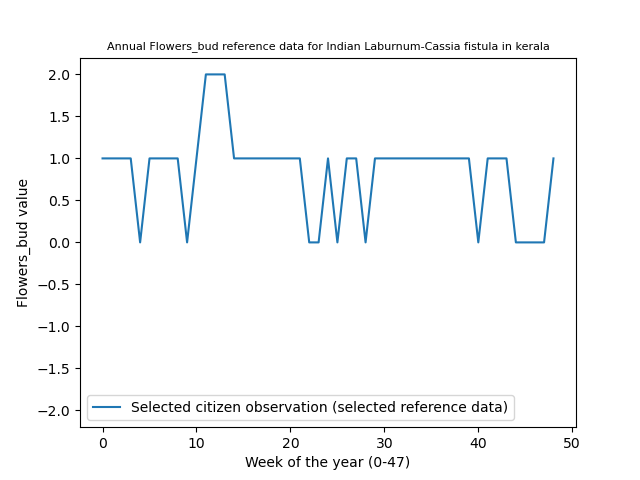 Annual Flowers_bud reference data for Indian Laburnum-Cassia fistula in kerala
2.0
1.5
1.0
0.5
0.0
−0.5
−1.0
−1.5
−2.0
Flowers_bud value
Selected citizen observation (selected reference data)
0 10 20 30 40 50
Week of the year (0-47)